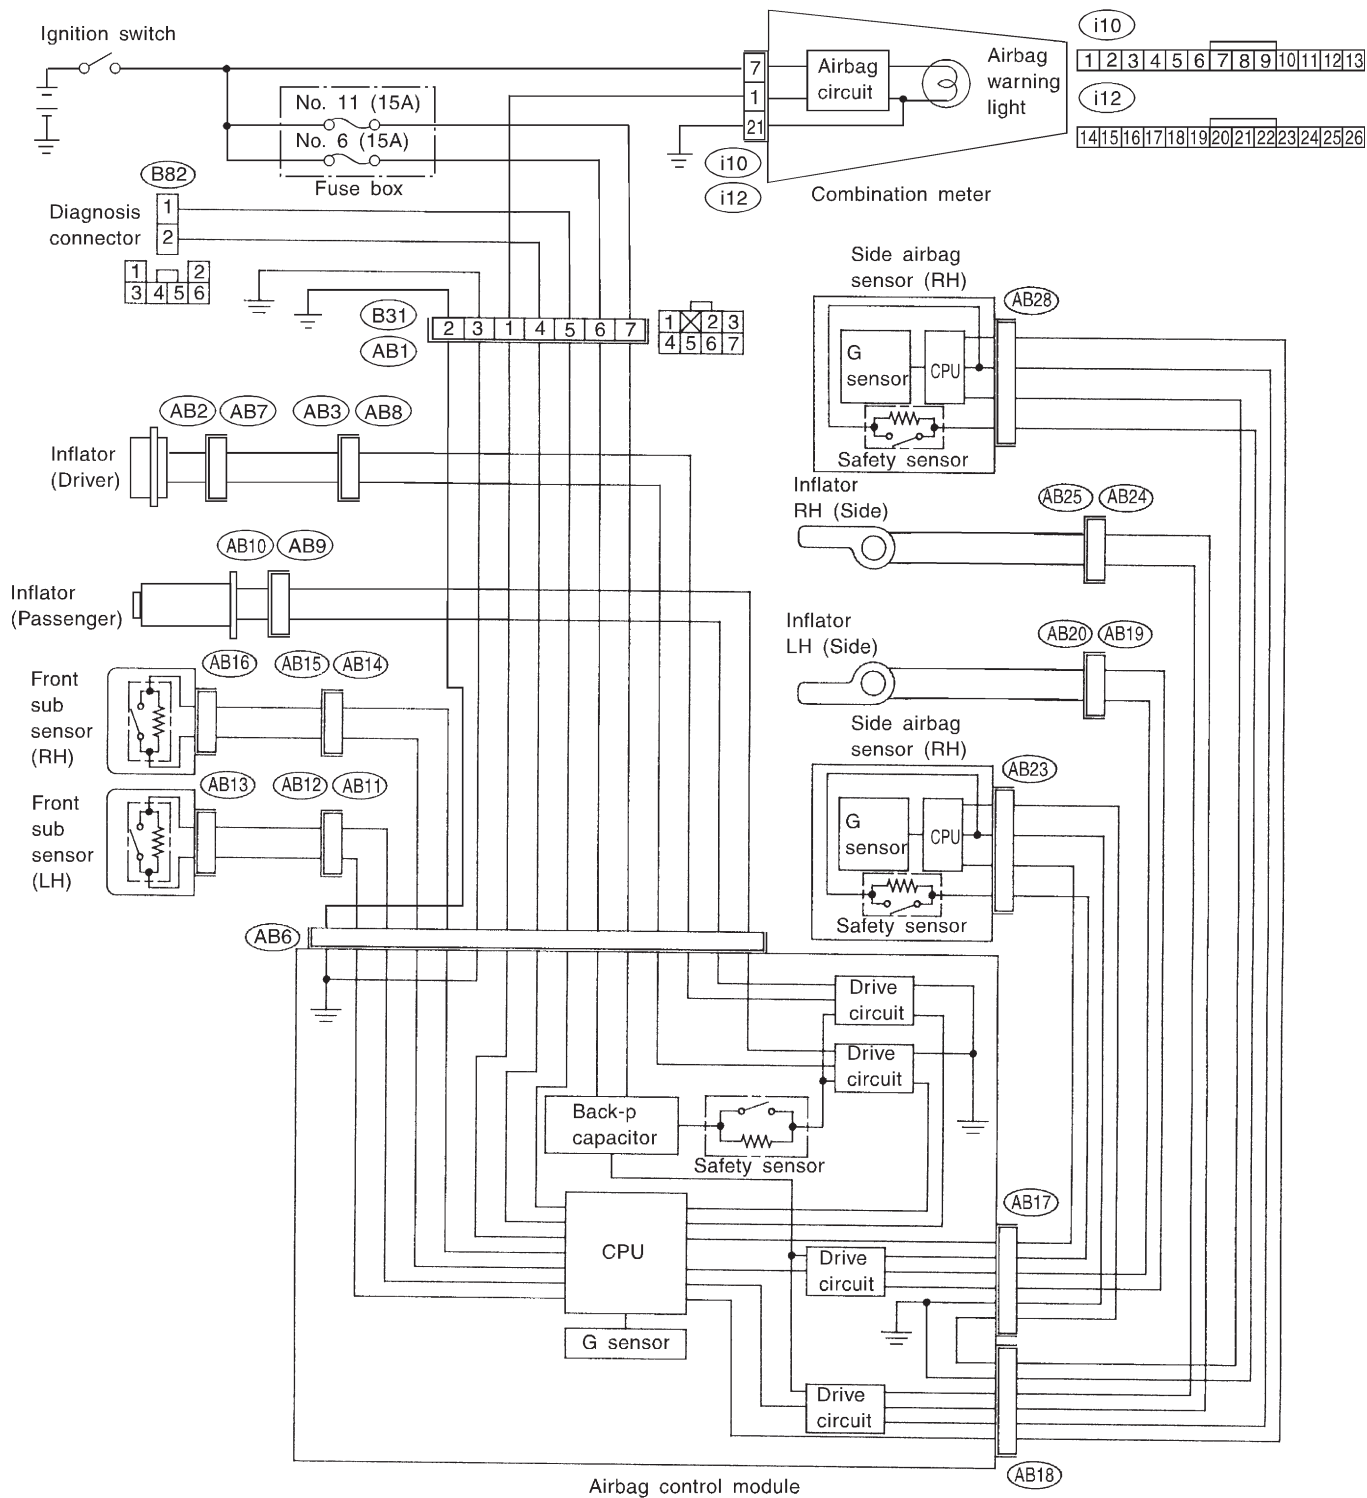 Ignition switch
No. 11 (15A)
No. 6 (15A)
Fuse box
7
1
21
Airbag
circuit
Airbag
warning
light
i10
i12
Combination meter
i10
1 2 3 4 5 6 7 8 9 10 11 12 13
i12
14 15 16 17 18 19 20 21 22 23 24 25 26
B82
Diagnosis
connector
1
2
1 2
3 4 5 6
B31
AB1
2 3 1 4 5 6 7
1 2 3
4 5 6 7
Side airbag
sensor (RH)
AB28
G
sensor
CPU
Safety sensor
AB2 AB7 AB3 AB8
Inflator
(Driver)
Inflator
RH (Side)
AB25 AB24
AB10 AB9
Inflator
(Passenger)
Inflator
LH (Side)
AB20 AB19
AB16 AB15 AB14
Front
sub
sensor
(RH)
Side airbag
sensor (RH)
AB23
G
sensor
CPU
Safety sensor
AB13 AB12 AB11
Front
sub
sensor
(LH)
AB6
Drive
circuit
Drive
circuit
Back-p
capacitor
Safety sensor
CPU
G sensor
AB17
Drive
circuit
Drive
circuit
AB18
Airbag control module